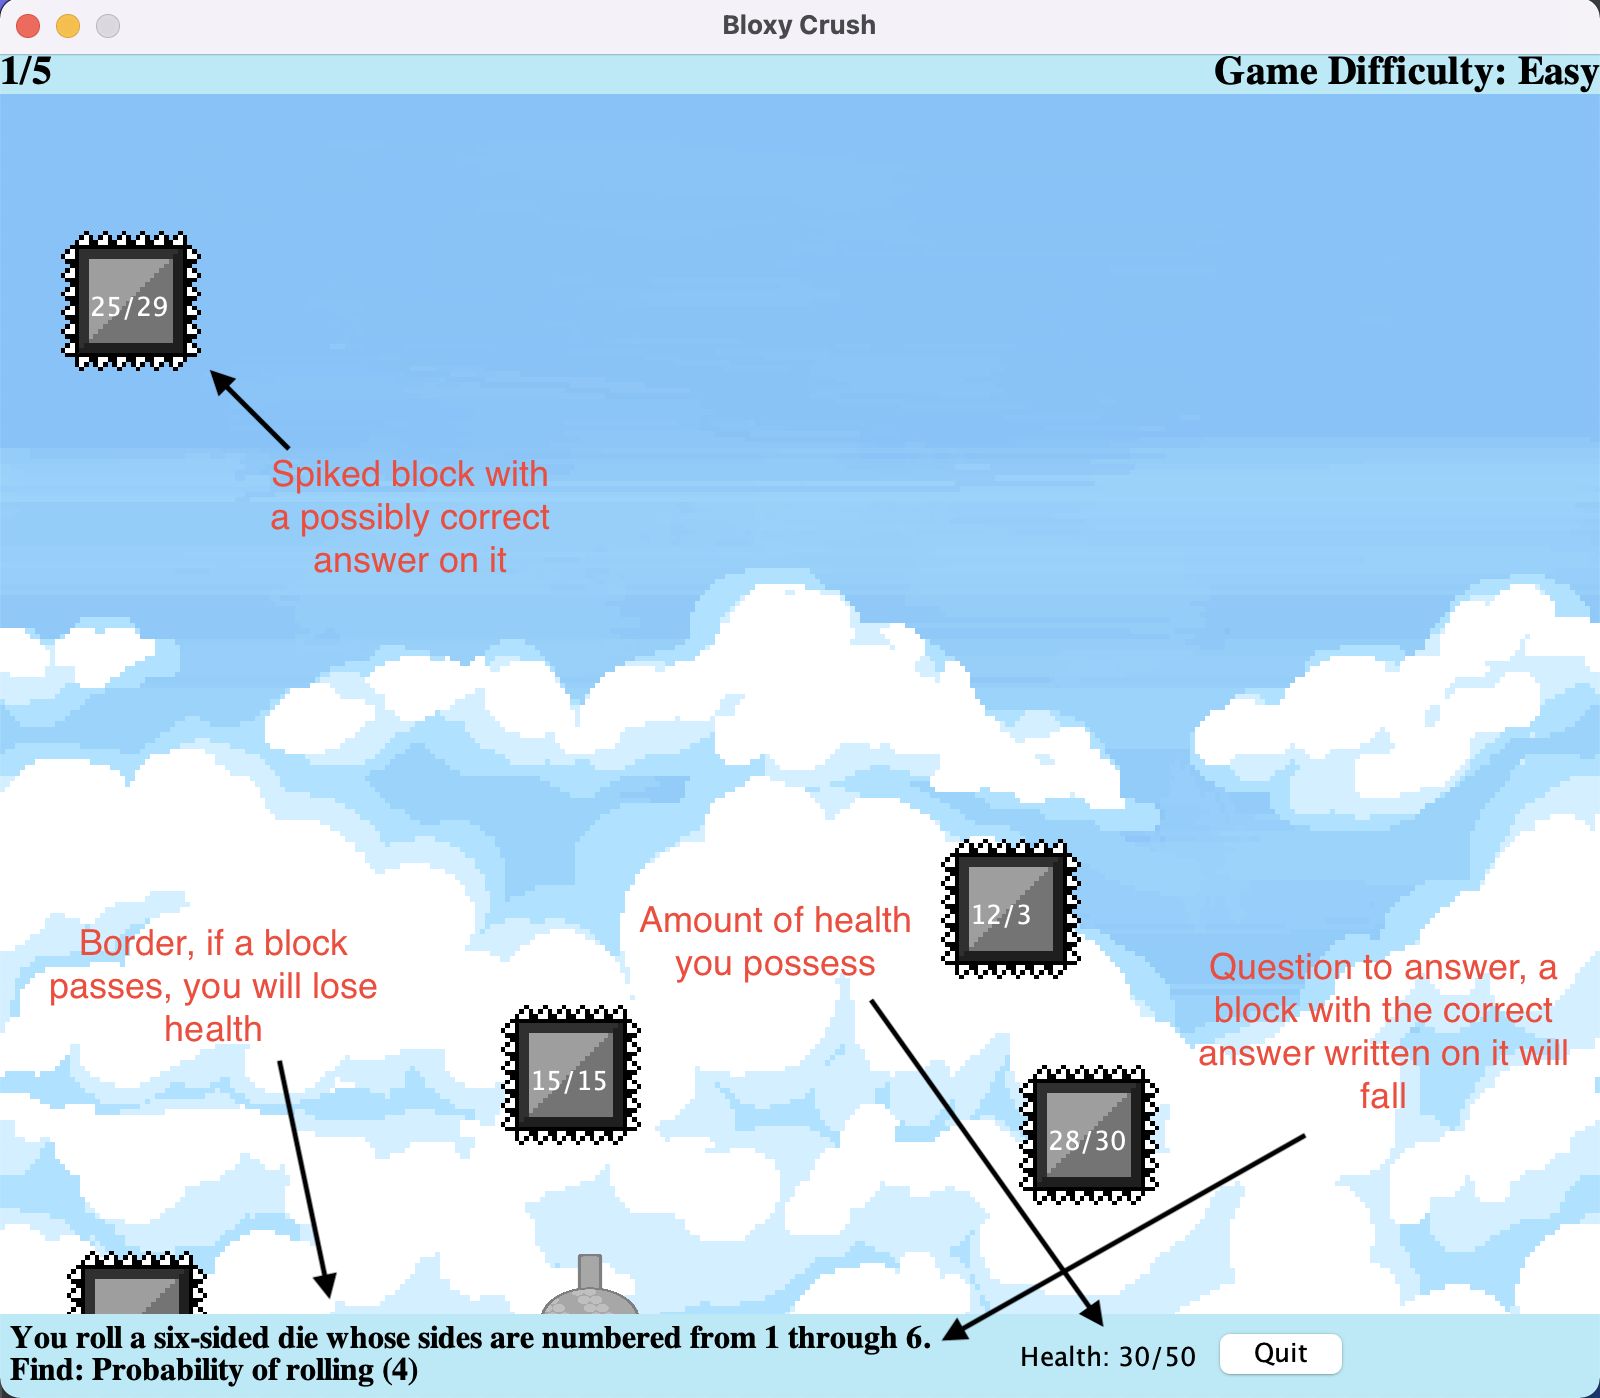 Bloxy Crush
1/5
Game Difficulty: Easy
25/29
Spiked block with
a possibly correct
answer on it
12/3
Amount of health
you possess
Border, if a block
passes, you will lose
health
Question to answer, a
block with the correct
answer written on it will
fall
15/15
28/30
You roll a six-sided die whose sides are numbered from 1 through 6.
Find: Probability of rolling (4)
Health: 30/50
Quit